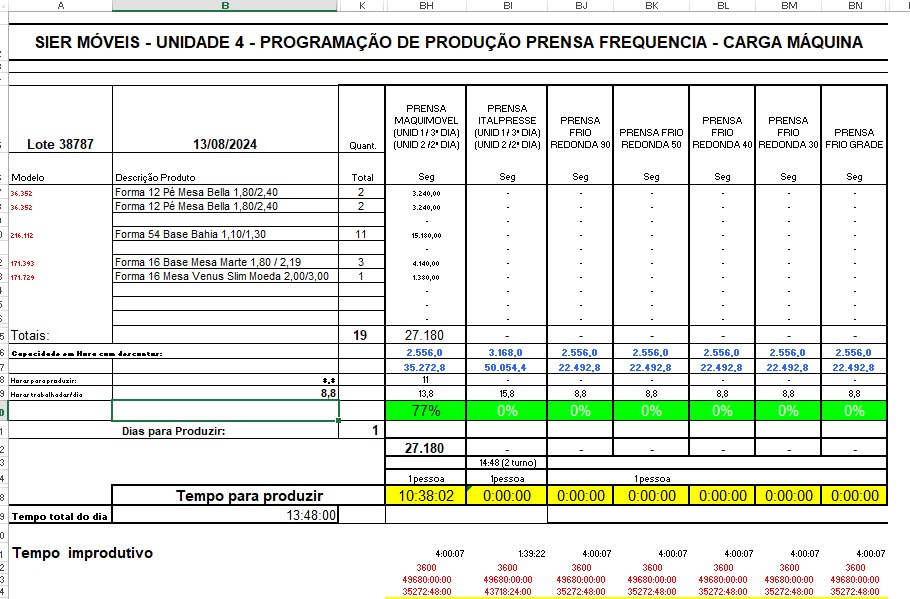 A B K BH BI BJ BK BL BM BN
SIER MÓVEIS - UNIDADE 4 - PROGRAMAÇÃO DE PRODUÇÃO PRENSA FREQUENCIA - CARGA MÁQUINA
Lote 38787 13/08/2024 Quant. PRENSA MAQUIMOVEL (UNID 1 / 3ª DIA) (UNID 2 /2ª DIA) PRENSA ITALPRESSE (UNID 1 / 3ª DIA) (UNID 2 /2ª DIA) PRENSA FRIO REDONDA 90 PRENSA FRIO REDONDA 50 PRENSA FRIO REDONDA 40 PRENSA FRIO REDONDA 30 PRENSA FRIO GRADE
Modelo Descrição Produto Total Seg Seg Seg Seg Seg Seg Seg
36.352 Forma 12 Pé Mesa Bella 1,80/2,40 2 3.240,00 - - - - - -
36.352 Forma 12 Pé Mesa Bella 1,80/2,40 2 3.240,00 - - - - - -
- - - - - - -
216.112 Forma 54 Base Bahia 1,10/1,30 11 15.180,00 - - - - - -
- - - - - - -
171.393 Forma 16 Base Mesa Marte 1,80 / 2,19 3 4.140,00 - - - - - -
171.729 Forma 16 Mesa Venus Slim Moeda 2,00/3,00 1 1.380,00 - - - - - -
- - - - - - -
- - - - - - -
- - - - - - -
Totais: 19 27.180 - - - - - -
Capacidade em Hora com descontos: 2.556,0 3.168,0 2.556,0 2.556,0 2.556,0 2.556,0 2.556,0
35.272,8 50.054,4 22.492,8 22.492,8 22.492,8 22.492,8 22.492,8
Horas para produzir: 8,8 11 - - - - - -
Horas trabalhadas/dia 8,8 13,8 15,8 8,8 8,8 8,8 8,8 8,8
77% 0% 0% 0% 0% 0% 0%
Dias para Produzir: 1
27.180 - - - - - -
14:48 (2 turno)
1 pessoa 1 pessoa 1 pessoa
Tempo para produzir 10:38:02 0:00:00 0:00:00 0:00:00 0:00:00 0:00:00 0:00:00
Tempo total do dia 13:48:00
Tempo improdutivo 4:00:07 1:39:22 4:00:07 4:00:07 4:00:07 4:00:07 4:00:07
3600 3600 3600 3600 3600 3600 3600
49680:00:00 49680:00:00 49680:00:00 49680:00:00 49680:00:00 49680:00:00 49680:00:00
35272:48:00 43718:24:00 35272:48:00 35272:48:00 35272:48:00 35272:48:00 35272:48:00